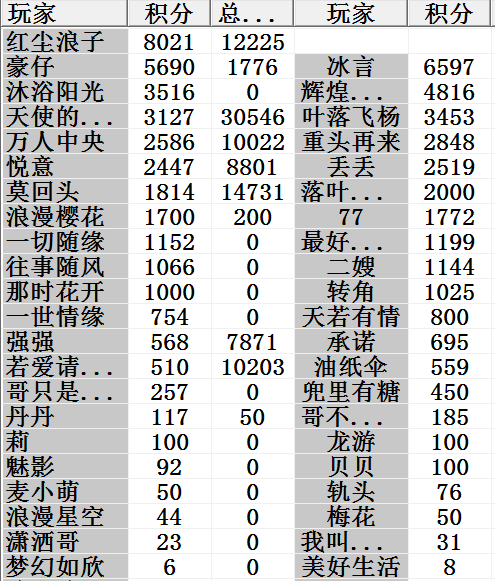 玩家 积分 总... 玩家 积分
红尘浪子 8021 12225
豪仔 5690 1776 冰言 6597
沐浴阳光 3516 0 辉煌... 4816
天使的... 3127 30546 叶落飞杨 3453
万人中央 2586 10022 重头再来 2848
悦意 2447 8801 丢丢 2519
莫回头 1814 14731 落叶... 2000
浪漫樱花 1700 200 77 1772
一切随缘 1152 0 最好... 1199
往事随风 1066 0 二嫂 1144
那时花开 1000 0 转角 1025
一世情缘 754 0 天若有情 800
强强 568 7871 承诺 695
若爱请... 510 10203 油纸伞 559
哥只是... 257 0 兜里有糖 450
丹丹 117 50 哥不... 185
莉 100 0 龙游 100
魅影 92 0 贝贝 100
麦小萌 50 0 轨头 76
浪漫星空 44 0 梅花 50
潇洒哥 23 0 我叫... 31
梦幻如欣 6 0 美好生活 8